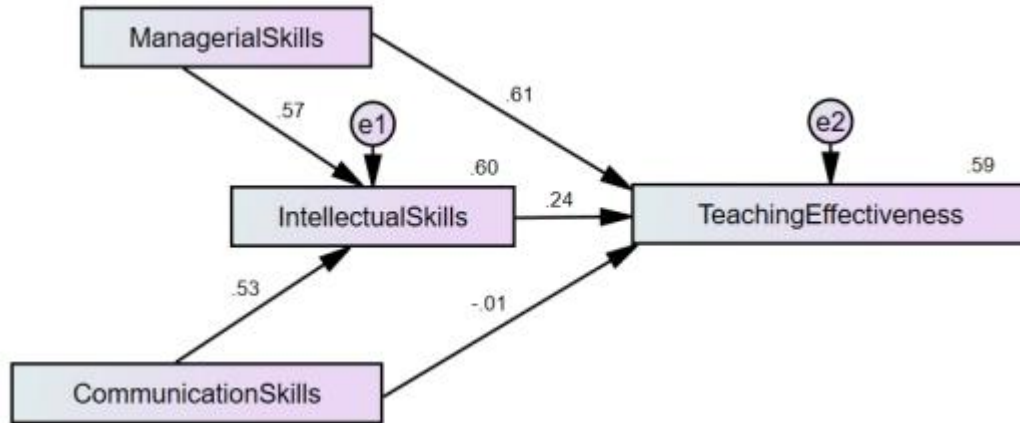 ManagerialSkills
.57
.61
e1
e2
.60
.59
IntellectualSkills
.24
TeachingEffectiveness
.53
-.01
CommunicationSkills